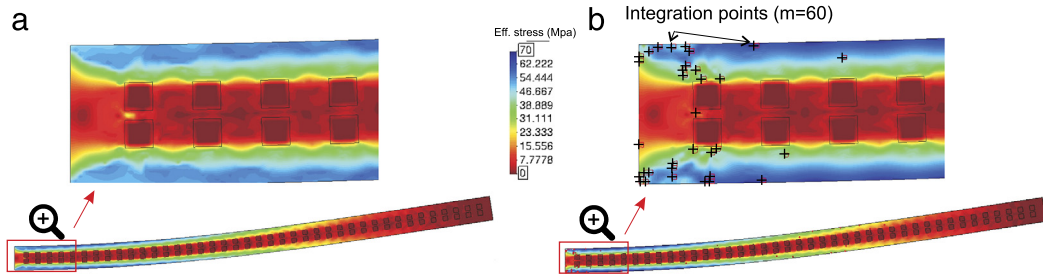 a
b
Integration points (m=60)
Eff. stress (Mpa)
70
62.222
54.444
46.667
38.889
31.111
23.333
15.556
7.7778
0